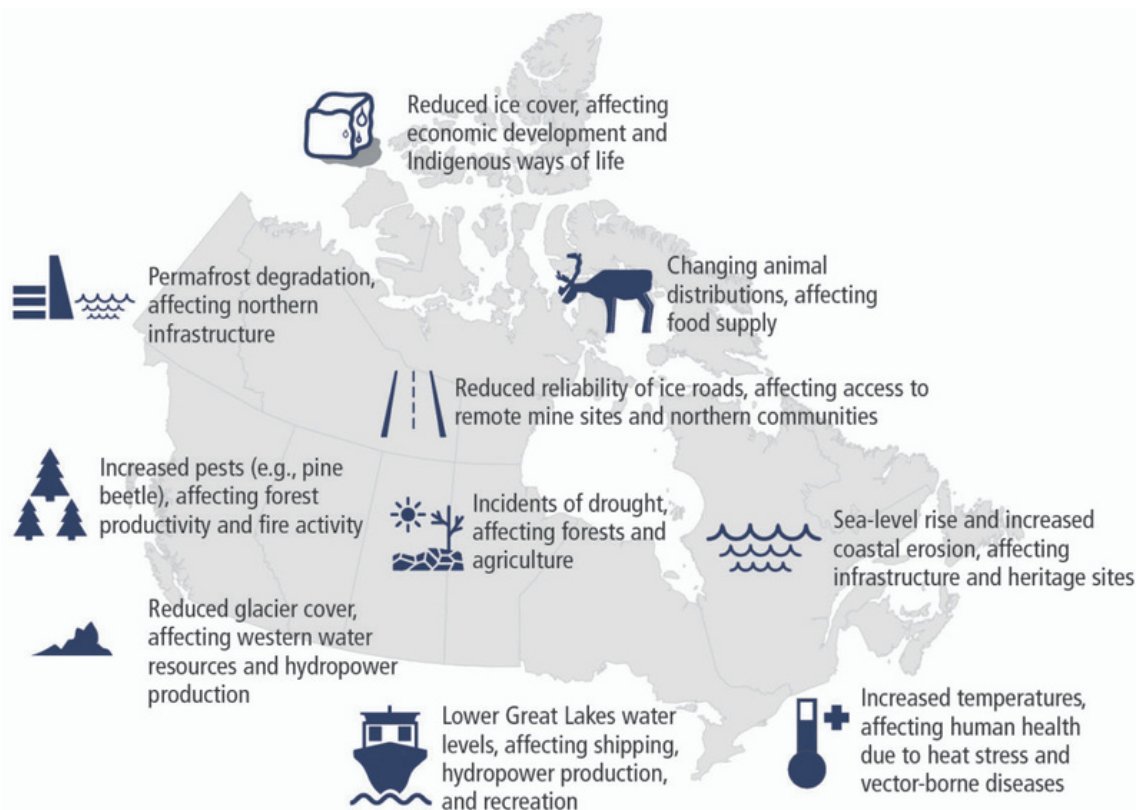 Reduced ice cover, affecting
economic development and
Indigenous ways of life
Permafrost degradation,
affecting northern
infrastructure
Changing animal
distributions, affecting
food supply
Reduced reliability of ice roads, affecting access to
remote mine sites and northern communities
Increased pests (e.g., pine
beetle), affecting forest
productivity and fire activity
Incidents of drought,
affecting forests and
agriculture
Sea-level rise and increased
coastal erosion, affecting
infrastructure and heritage sites
Reduced glacier cover,
affecting western water
resources and hydropower
production
Lower Great Lakes water
levels, affecting shipping,
hydropower production,
and recreation
Increased temperatures,
affecting human health
due to heat stress and
vector-borne diseases